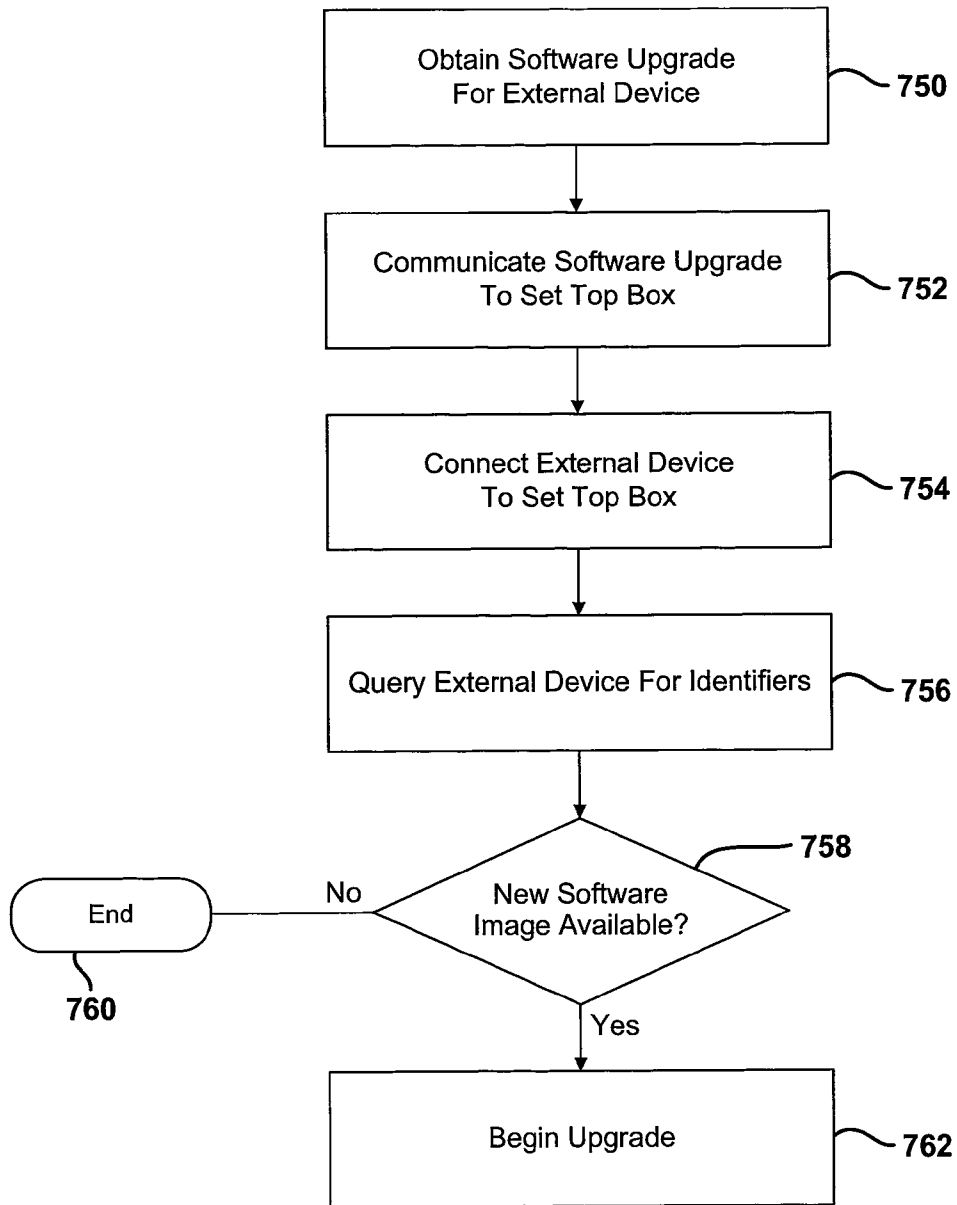 Obtain Software Upgrade
For External Device
750
Communicate Software Upgrade
To Set Top Box
752
Connect External Device
To Set Top Box
754
Query External Device For Identifiers
756
758
New Software
Image Available?
No
End
760
Yes
Begin Upgrade
762